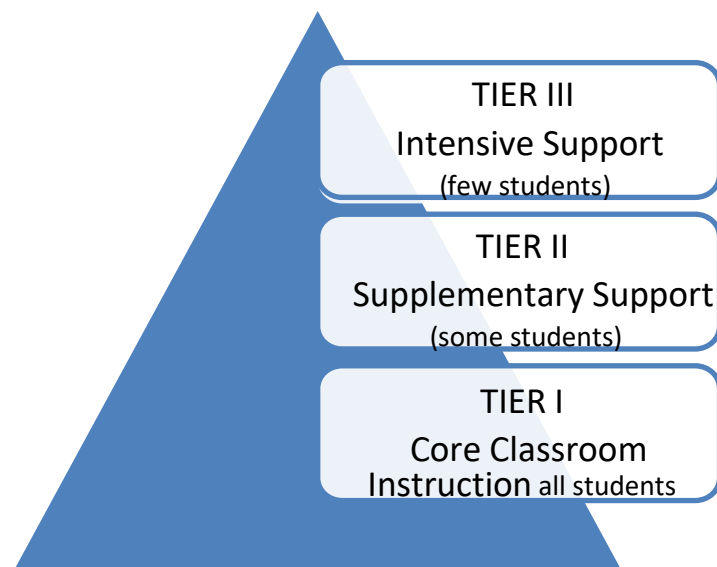 TIER III
Intensive Support
(few students)
TIER II
Supplementary Support
(some students)
TIER I
Core Classroom
Instruction all students